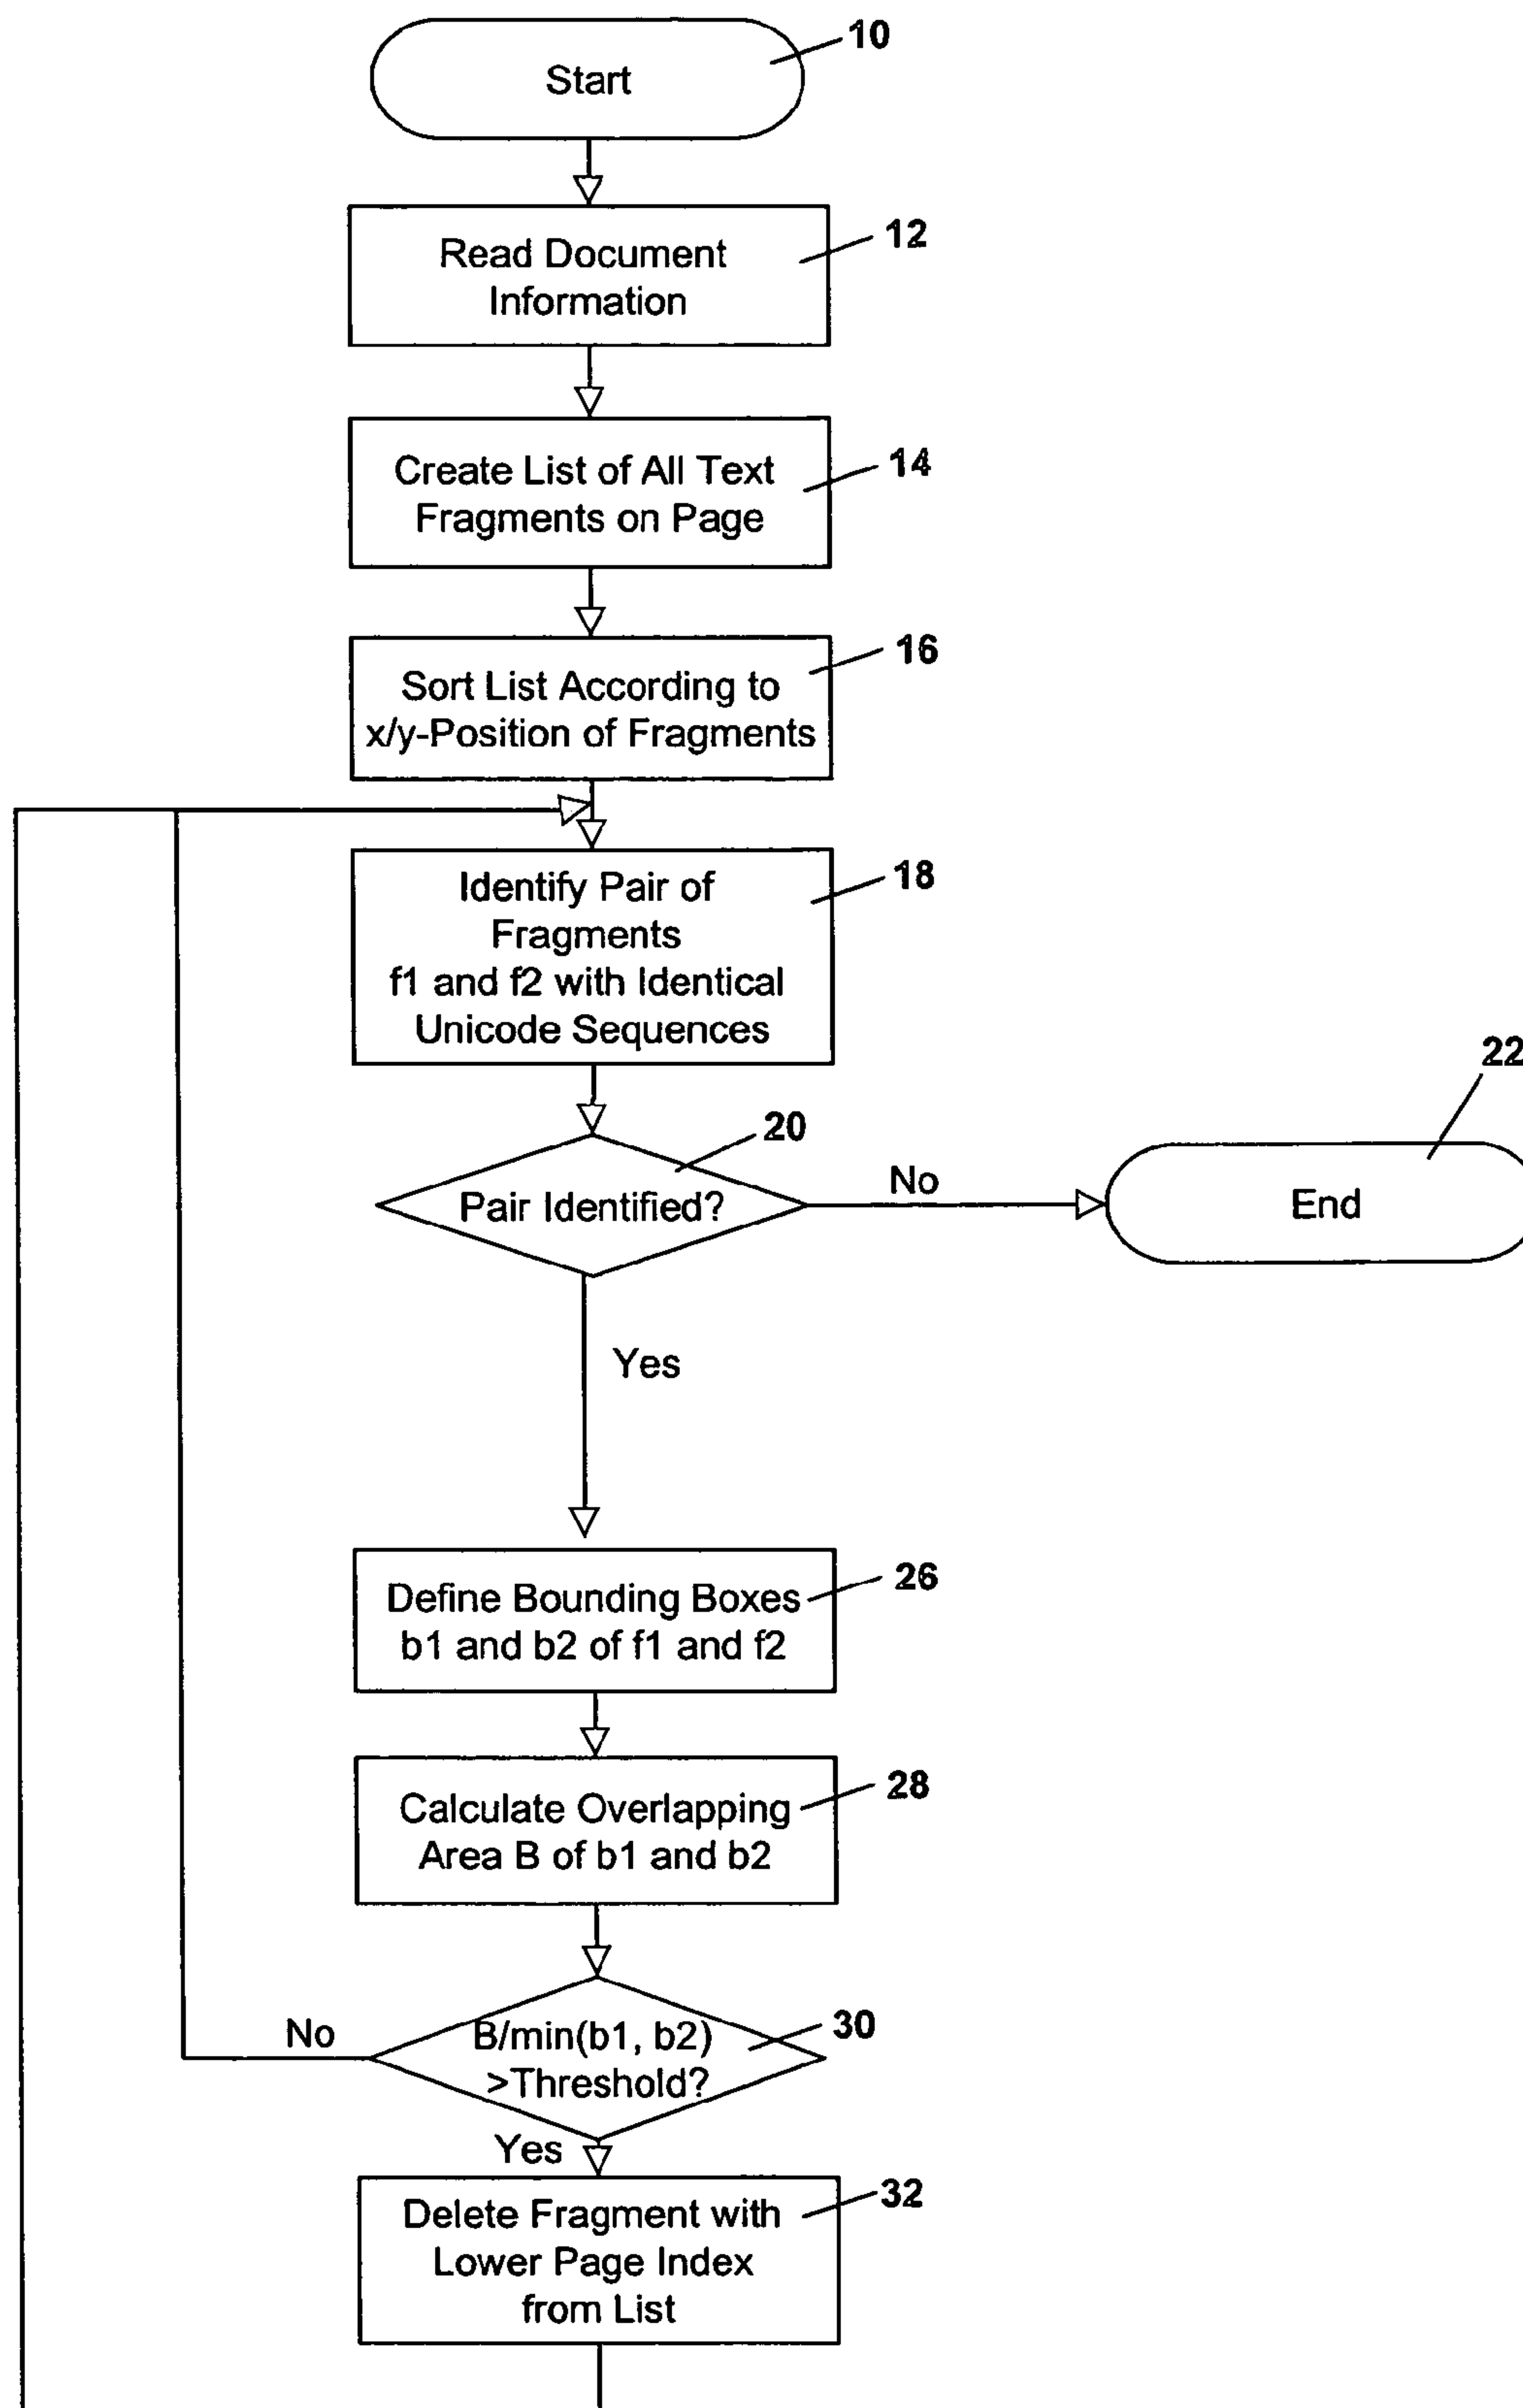 10
Start
12
Read Document
Information
14
Create List of All Text
Fragments on Page
16
Sort List According to
x/y-Position of Fragments
18
Identify Pair of
Fragments
f1 and f2 with Identical
Unicode Sequences
22
20
Pair Identified?
No
End
Yes
26
Define Bounding Boxes
b1 and b2 of f1 and f2
28
Calculate Overlapping
Area B of b1 and b2
30
No
B/min(b1, b2)
>Threshold?
Yes
32
Delete Fragment with
Lower Page Index
from List